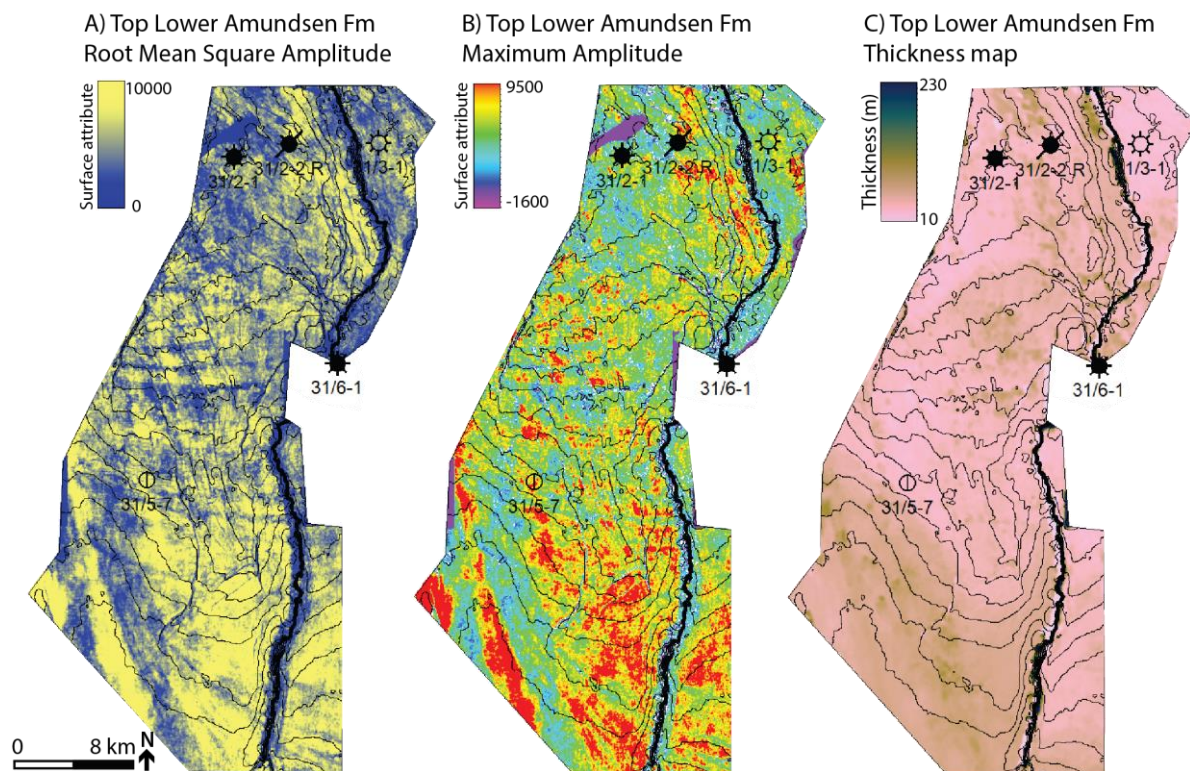 A) Top Lower Amundsen Fm
Root Mean Square Amplitude
10000
Surface attribute
0
31/2-1
31/2-2 R
1/3-1
31/6-1
31/5-7
0 8 km N
B) Top Lower Amundsen Fm
Maximum Amplitude
9500
Surface attribute
-1600
31/2-1
31/2-2 R
1/3-1
31/6-1
31/5-7
C) Top Lower Amundsen Fm
Thickness map
230
Thickness (m)
10
31/2-1
31/2-2 R
1/3-1
31/6-1
31/5-7